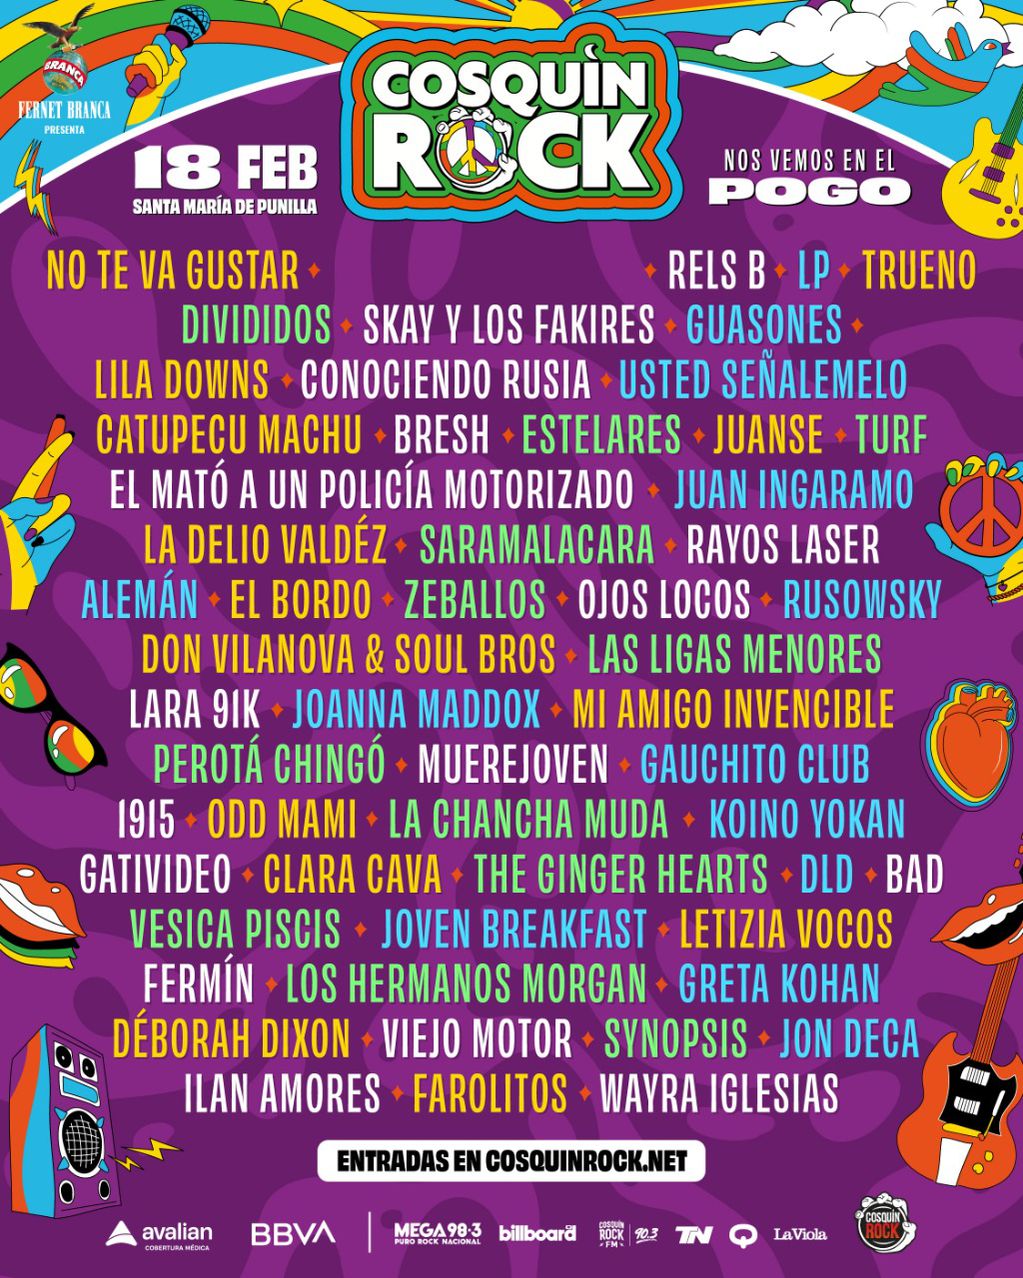 BRANCA
FERNET BRANCA
PRESENTA
COSQUÍN
ROCK
18 FEB
SANTA MARÍA DE PUNILLA
NOS VEMOS EN EL
POGO
NO TE VA GUSTAR • • RELS B • LP • TRUENO
DIVIDIDOS • SKAY Y LOS FAKIRES • GUASONES •
LILA DOWNS • CONOCIENDO RUSIA • USTED SEÑALEMELO
CATUPECU MACHU • BRESH • ESTELARES • JUANSE • TURF
EL MATÓ A UN POLICÍA MOTORIZADO • JUAN INGARAMO
LA DELIO VALDÉZ • SARAMALACARA • RAYOS LASER
ALEMÁN • EL BORDO • ZEBALLOS • OJOS LOCOS • RUSOWSKY
DON VILANOVA & SOUL BROS • LAS LIGAS MENORES
LARA 91K • JOANNA MADDOX • MI AMIGO INVENCIBLE
PEROTÁ CHINGÓ • MUEREJOVEN • GAUCHITO CLUB
1915 • ODD MAMI • LA CHANCHA MUDA • KOINO YOKAN
GATIVIDEO • CLARA CAVA • THE GINGER HEARTS • DLD • BAD
VESICA PISCIS • JOVEN BREAKFAST • LETIZIA VOCOS
FERMÍN • LOS HERMANOS MORGAN • GRETA KOHAN
DÉBORAH DIXON • VIEJO MOTOR • SYNOPSIS • JON DECA
ILAN AMORES • FAROLITOS • WAYRA IGLESIAS
ENTRADAS EN COSQUINROCK.NET
avalian
COBERTURA MÉDICA
BBVA
MEGA 98·3
PURO ROCK NACIONAL
billboard
COSQUÍN
ROCK
FM
90.3
TN
Q
La Viola
COSQUÍN
ROCK